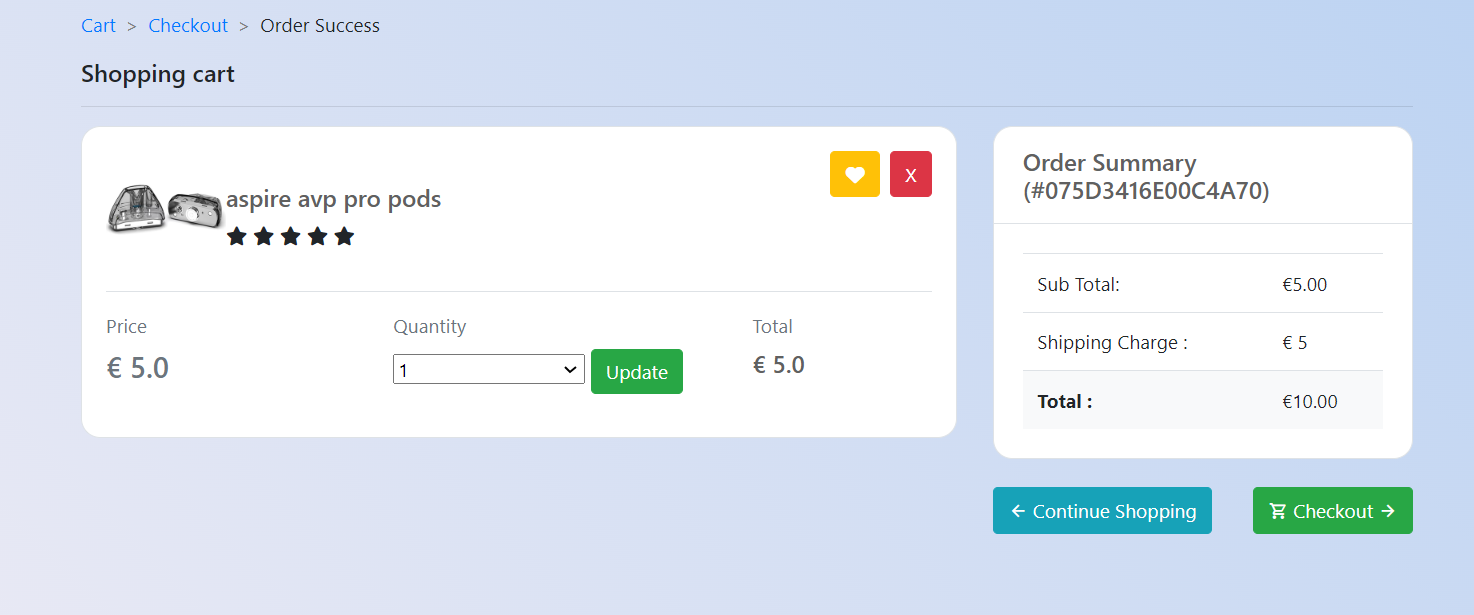 Cart > Checkout > Order Success
Shopping cart
X
aspire avp pro pods
Price
Quantity
Total
€ 5.0
1
Update
€ 5.0
Order Summary
(#075D3416E00C4A70)
Sub Total: €5.00
Shipping Charge : € 5
Total : €10.00
← Continue Shopping
Checkout →